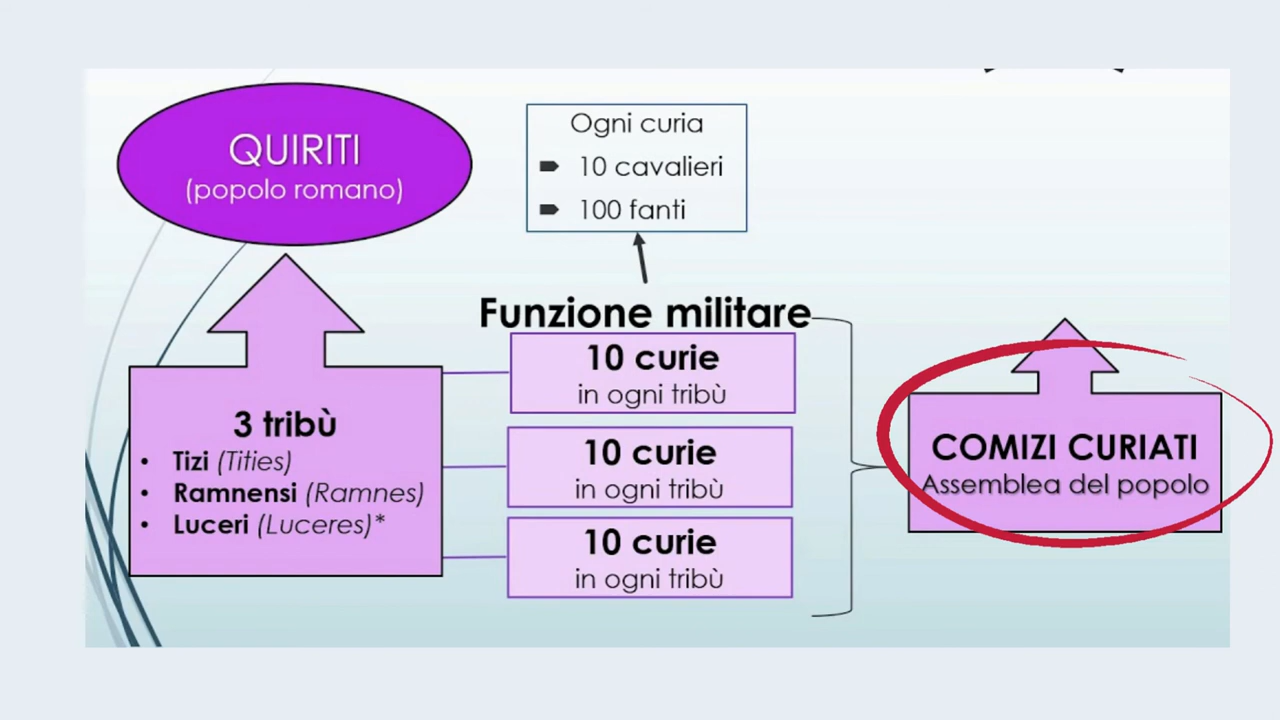 QUIRITI
(popolo romano)
Ogni curia
10 cavalieri
100 fanti
Funzione militare
3 tribù
• Tizi (Tities)
• Ramnensi (Ramnes)
• Luceri (Luceres)*
10 curie
in ogni tribù
10 curie
in ogni tribù
10 curie
in ogni tribù
COMIZI CURIATI
Assemblea del popolo